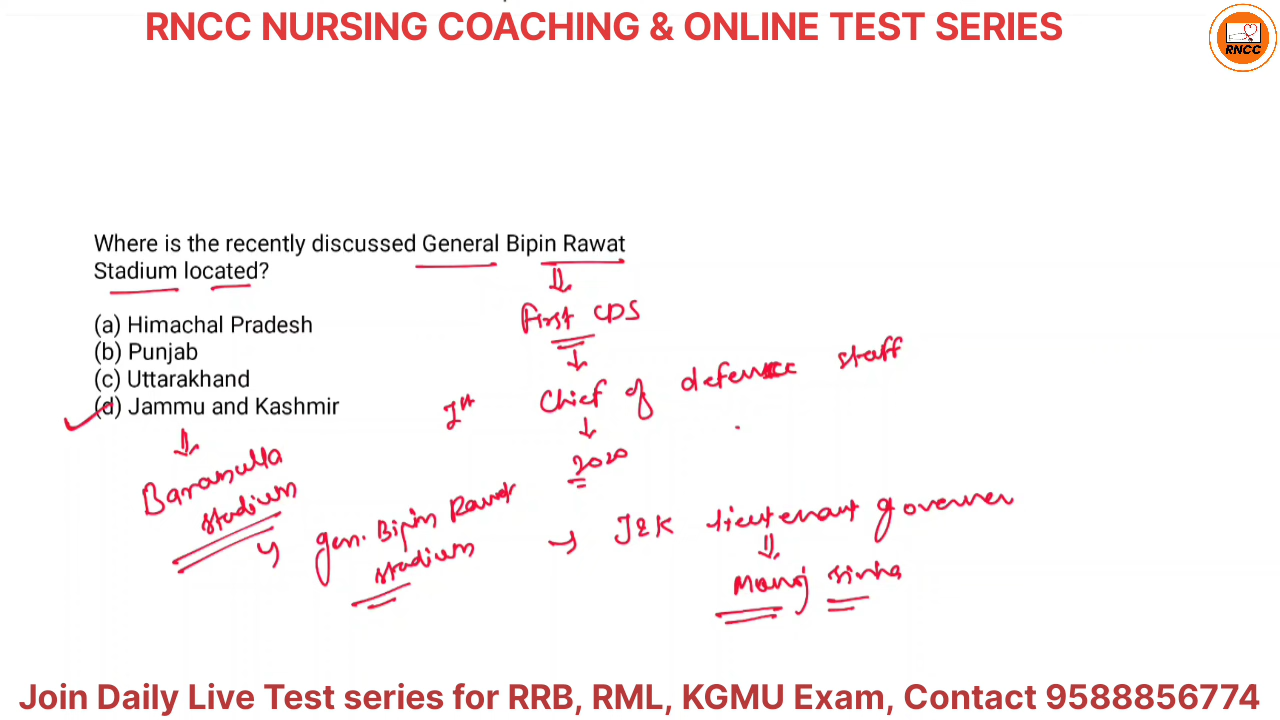 RNCC NURSING COACHING & ONLINE TEST SERIES
RNCC
Where is the recently discussed General Bipin Rawat
Stadium located?
First CDS
(a) Himachal Pradesh
(b) Punjab
(c) Uttarakhand
(d) Jammu and Kashmir
Ist Chief of defence staff
2020
Baramulla
stadium
gen. Bipin Rawat
stadium
J&K lieutenant governer
Manoj sinha
Join Daily Live Test series for RRB, RML, KGMU Exam, Contact 9588856774